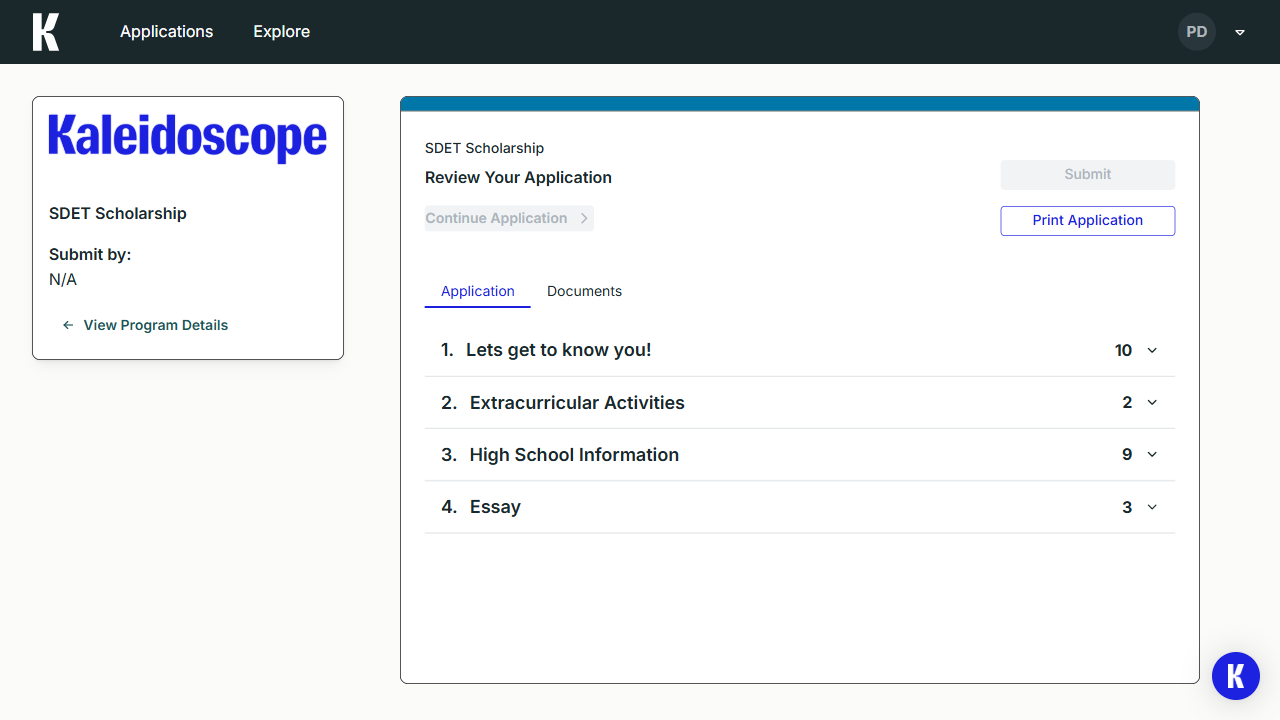 K
Applications
Explore
PD
Kaleidoscope
SDET Scholarship
Submit by:
N/A
View Program Details
SDET Scholarship
Review Your Application
Continue Application
Submit
Print Application
Application
Documents
1. Lets get to know you! 10
2. Extracurricular Activities 2
3. High School Information 9
4. Essay 3
K